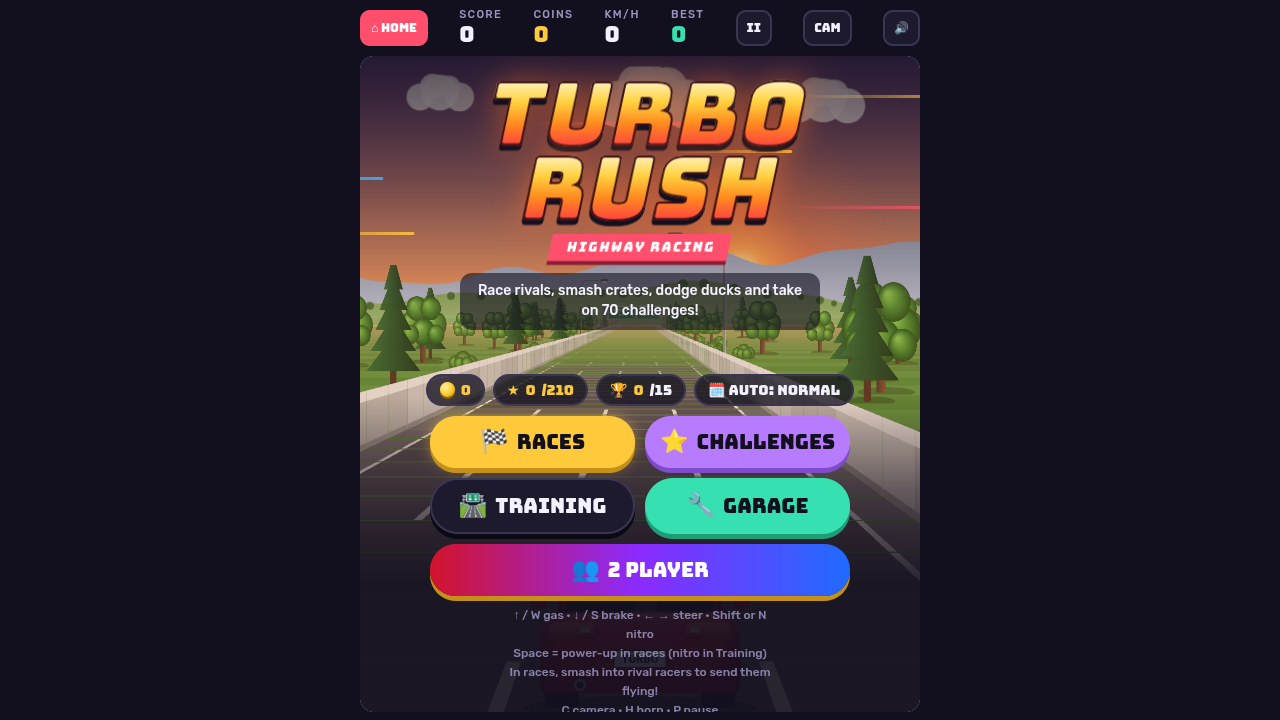 ⌂ HOME
SCORE
0
COINS
0
KM/H
0
BEST
0
II
CAM
TURBO
RUSH
HIGHWAY RACING
Race rivals, smash crates, dodge ducks and take
on 70 challenges!
0
★ 0 /210
0 /15
AUTO: NORMAL
RACES
CHALLENGES
TRAINING
GARAGE
2 PLAYER
↑ / W gas • ↓ / S brake • ← → steer • Shift or N
nitro
Space = power-up in races (nitro in Training)
TURBO
In races, smash into rival racers to send them
flying!
C camera • H horn • P pause